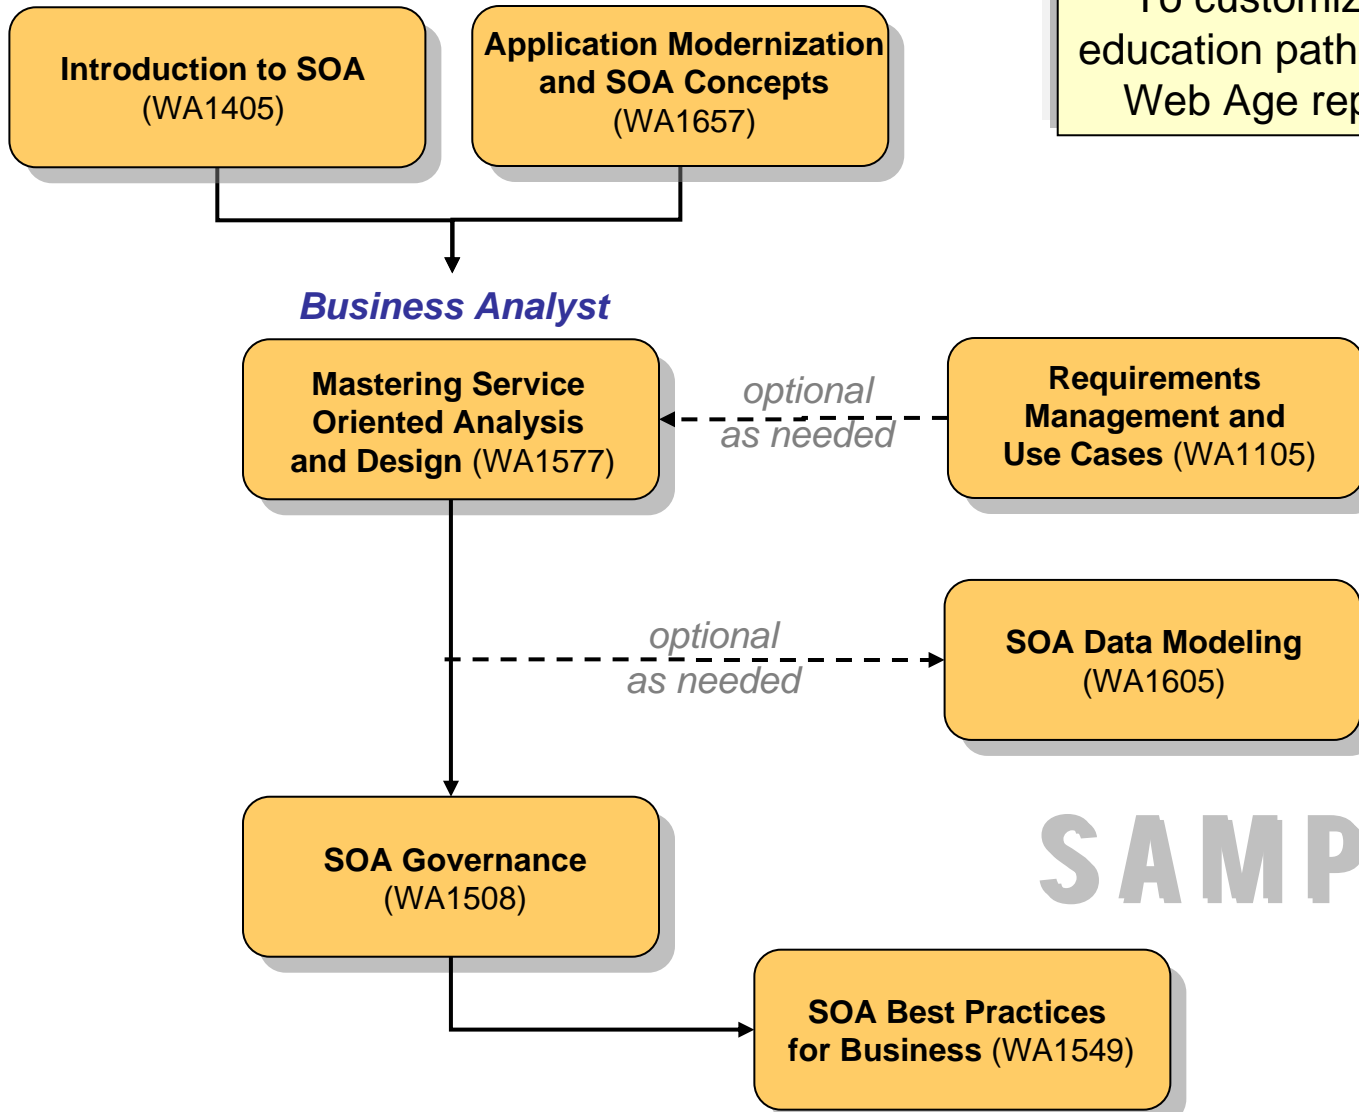 Introduction to SOA
(WA1405)
Application Modernization
and SOA Concepts
(WA1657)
education path
Web Age
Business Analyst
Mastering Service
Oriented Analysis
and Design (WA1577)
optional
as needed
Requirements
Management and
Use Cases (WA1105)
optional
as needed
SOA Data Modeling
(WA1605)
SOA Governance
(WA1508)
SOA Best Practices
for Business (WA1549)